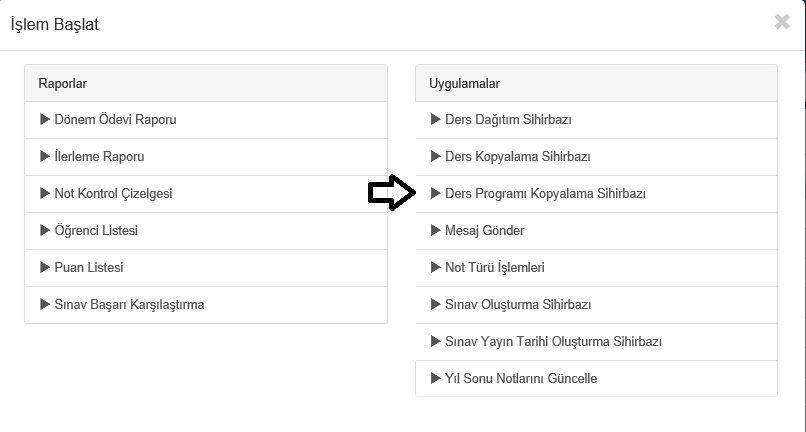 İşlem Başlat
Raporlar
Dönem Ödevi Raporu
İlerleme Raporu
Not Kontrol Çizelgesi
Öğrenci Listesi
Puan Listesi
Sınav Başarı Karşılaştırma
Uygulamalar
Ders Dağıtım Sihirbazı
Ders Kopyalama Sihirbazı
Ders Programı Kopyalama Sihirbazı
Mesaj Gönder
Not Türü İşlemleri
Sınav Oluşturma Sihirbazı
Sınav Yayın Tarihi Oluşturma Sihirbazı
Yıl Sonu Notlarını Güncelle